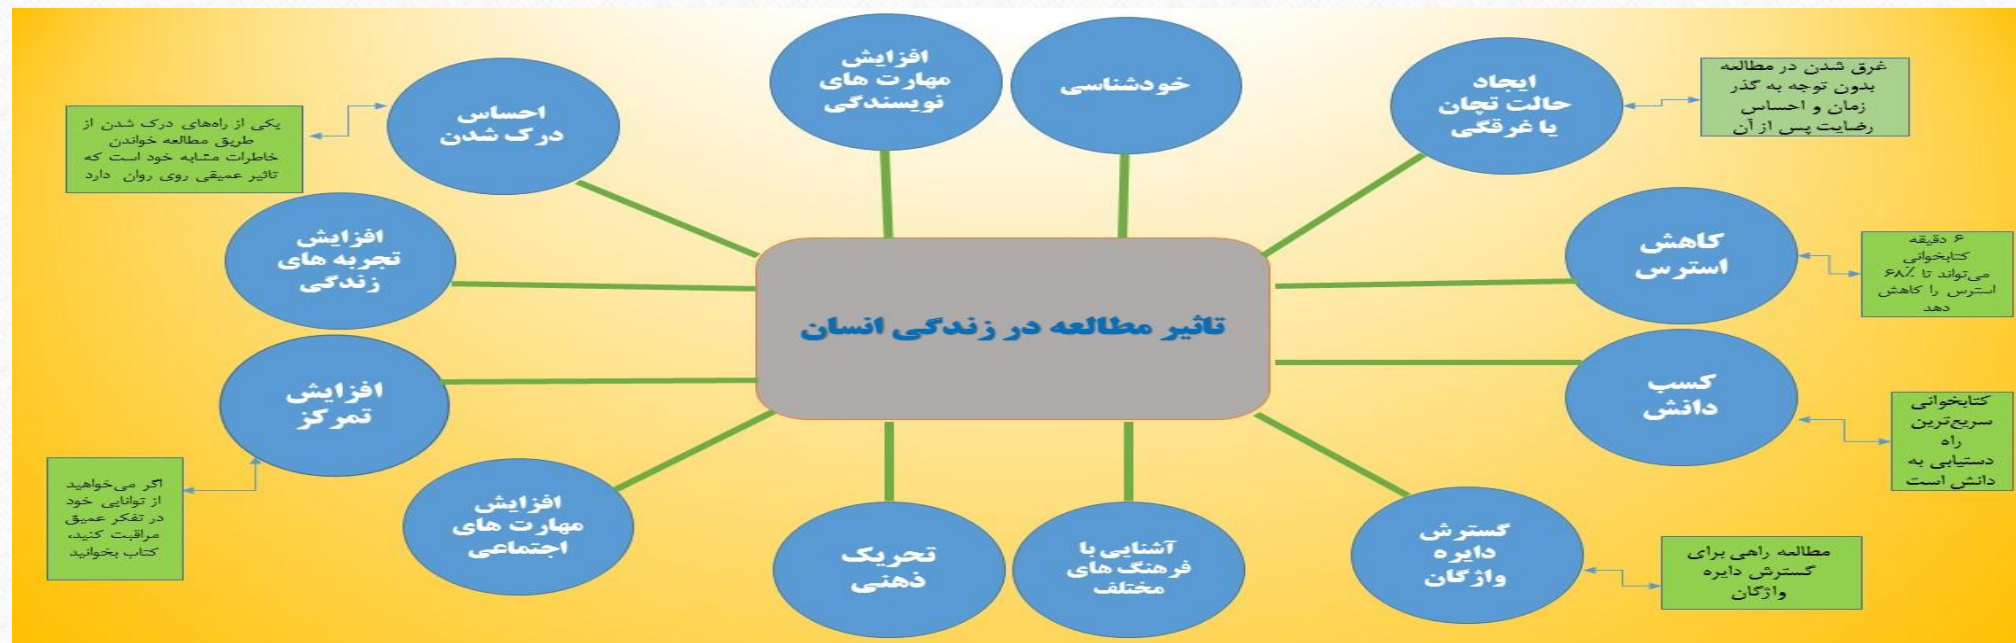 تاثیر مطالعه در زندگی انسان
ایجاد
حالت تچان
یا غرقگی
غرق شدن در مطالعه
بدون توجه به گذر
زمان و احساس
رضایت پس از آن
خودشناسی
افزایش
مهارت های
نویسندگی
احساس
درک شدن
یکی از راه‌های درک شدن از
طریق مطالعه خواندن
خاطرات مشابه خود است که
تاثیر عمیقی روی روان دارد
کاهش
استرس
۶ دقیقه
کتابخوانی
می‌تواند تا ۶۸٪
استرس را کاهش
دهد
افزایش
تجربه های
زندگی
کسب
دانش
کتابخوانی
سریع‌ترین
راه
دستیابی به
دانش است
افزایش
تمرکز
اگر می‌خواهید
از توانایی خود
در تفکر عمیق
مراقبت کنید،
کتاب بخوانید
گسترش
دایره
واژگان
مطالعه راهی برای
گسترش دایره
واژگان
آشنایی با
فرهنگ های
مختلف
تحریک
ذهنی
افزایش
مهارت های
اجتماعی